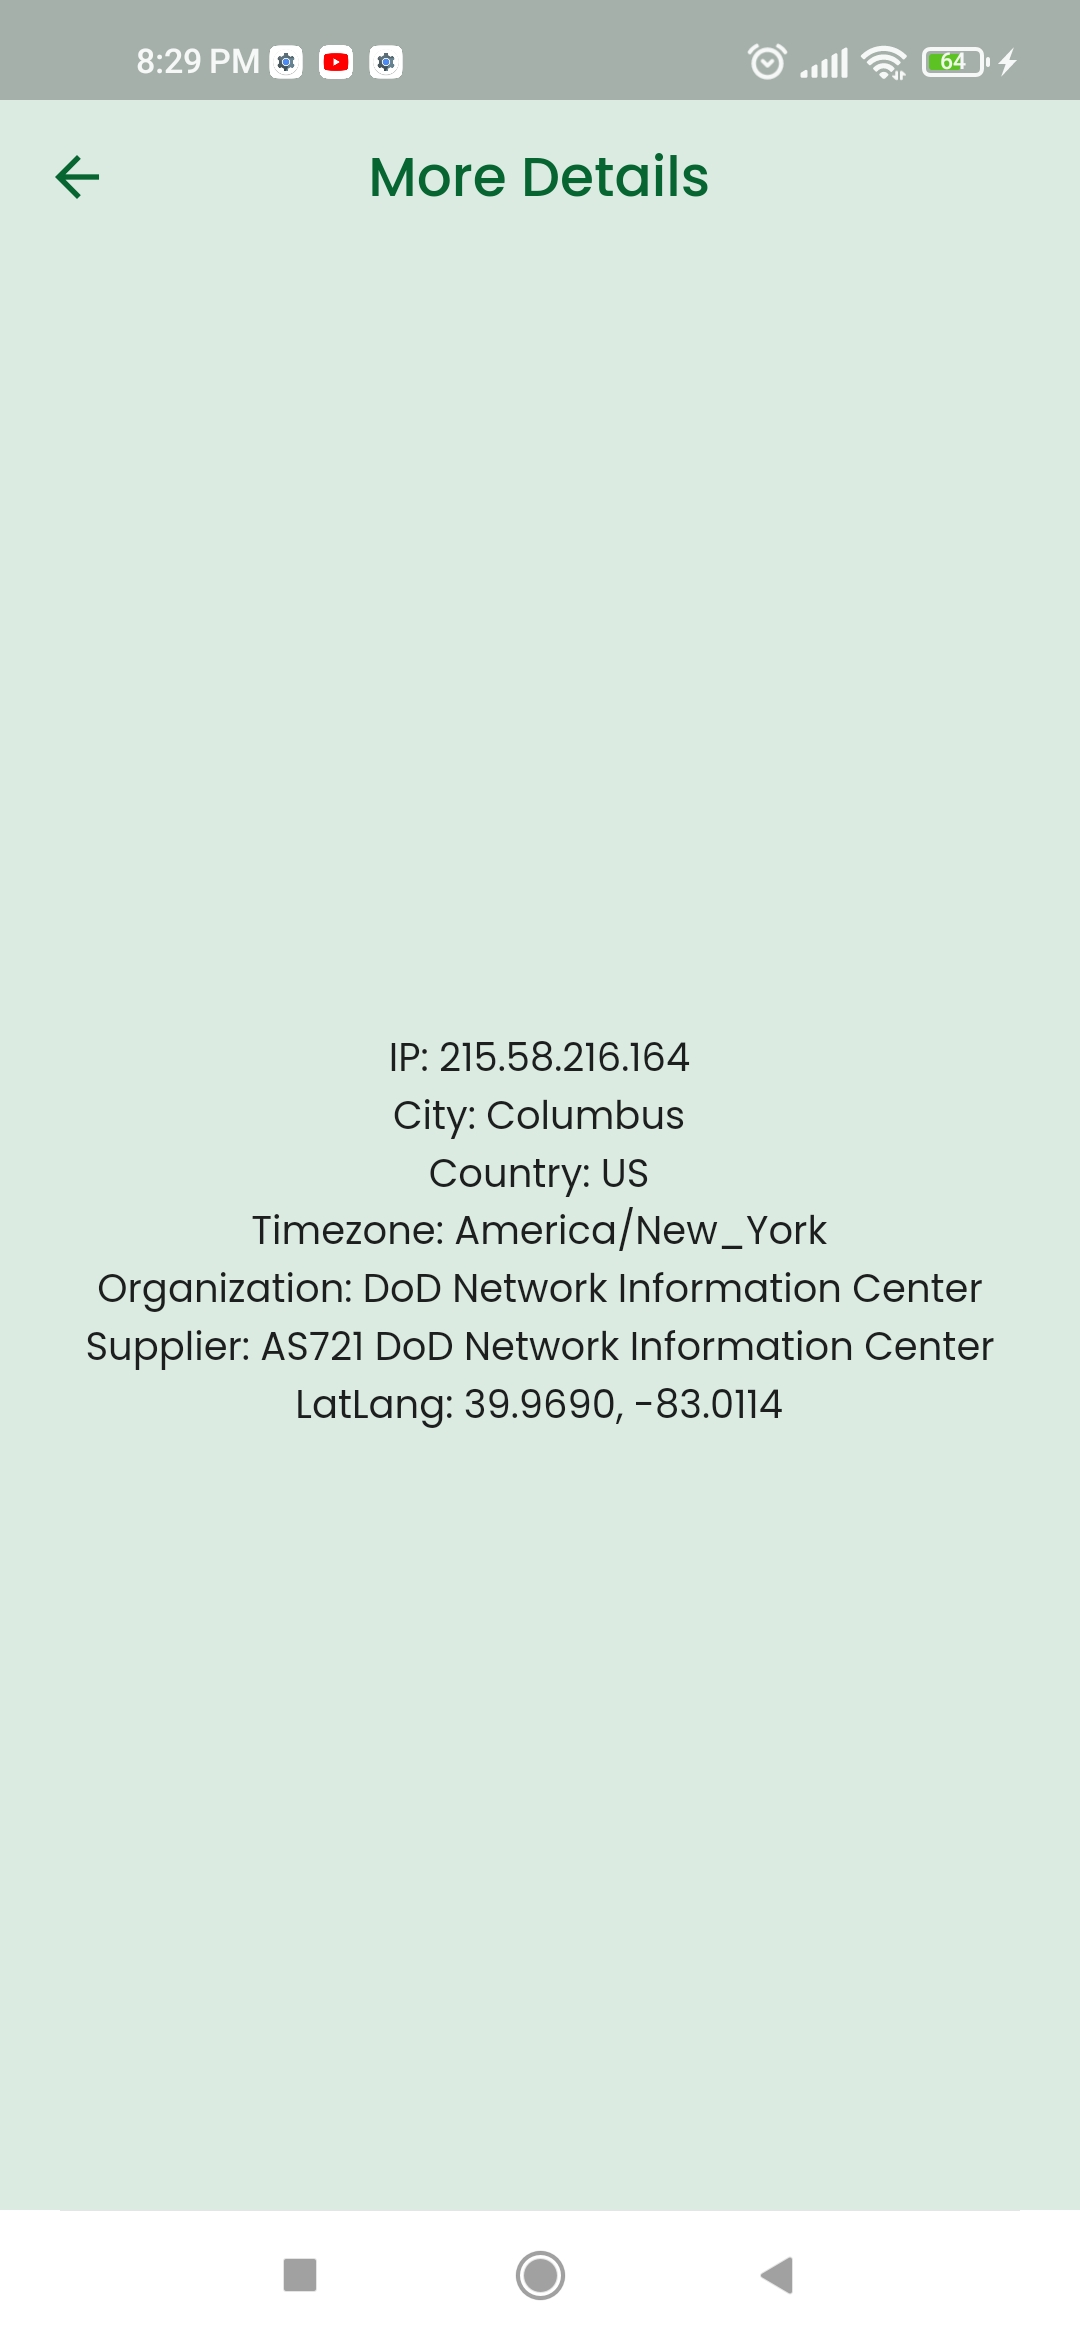 8:29 PM
64
More Details
IP: 215.58.216.164
City: Columbus
Country: US
Timezone: America/New_York
Organization: DoD Network Information Center
Supplier: AS721 DoD Network Information Center
LatLang: 39.9690, -83.0114